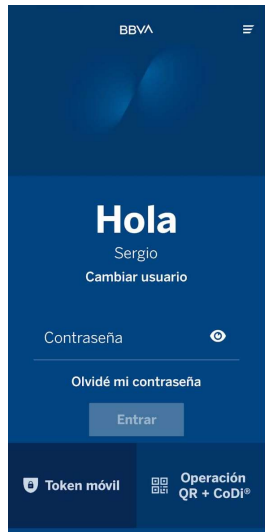 BBVA
Hola
Sergio
Cambiar usuario
Contraseña
Olvidé mi contraseña
Entrar
Token móvil
Operación
QR + CoDi®